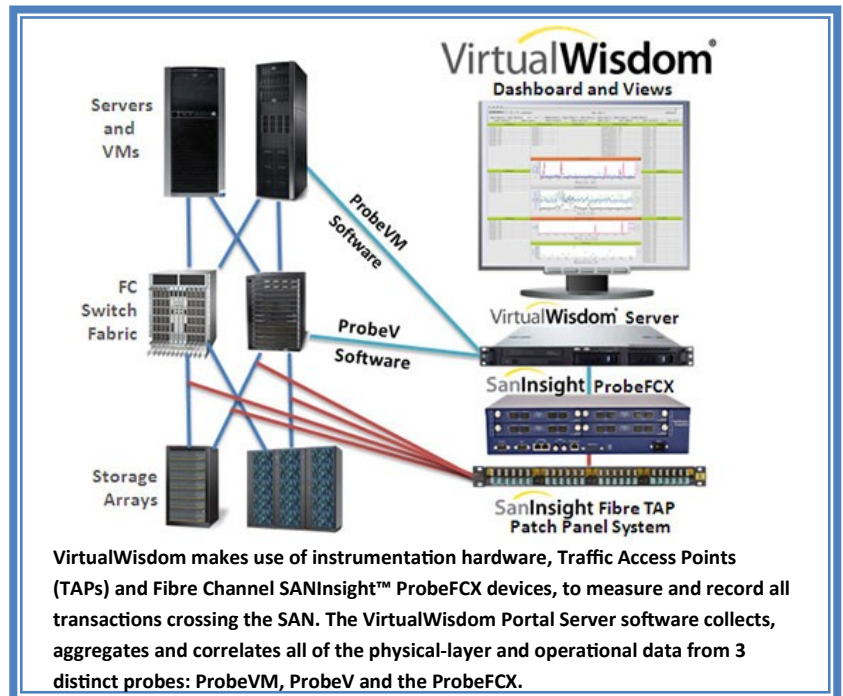 VirtualWisdom®
Dashboard and Views
Servers
and
VMs
ProbeVM
Software
FC
Switch
Fabric
ProbeV
Software
VirtualWisdom® Server
SanInsight ProbeFCX
Storage
Arrays
SanInsight Fibre TAP
Patch Panel System
VirtualWisdom makes use of instrumentation hardware, Traffic Access Points
(TAPs) and Fibre Channel SANInsight™ ProbeFCX devices, to measure and record all
transactions crossing the SAN. The VirtualWisdom Portal Server software collects,
aggregates and correlates all of the physical-layer and operational data from 3
distinct probes: ProbeVM, ProbeV and the ProbeFCX.